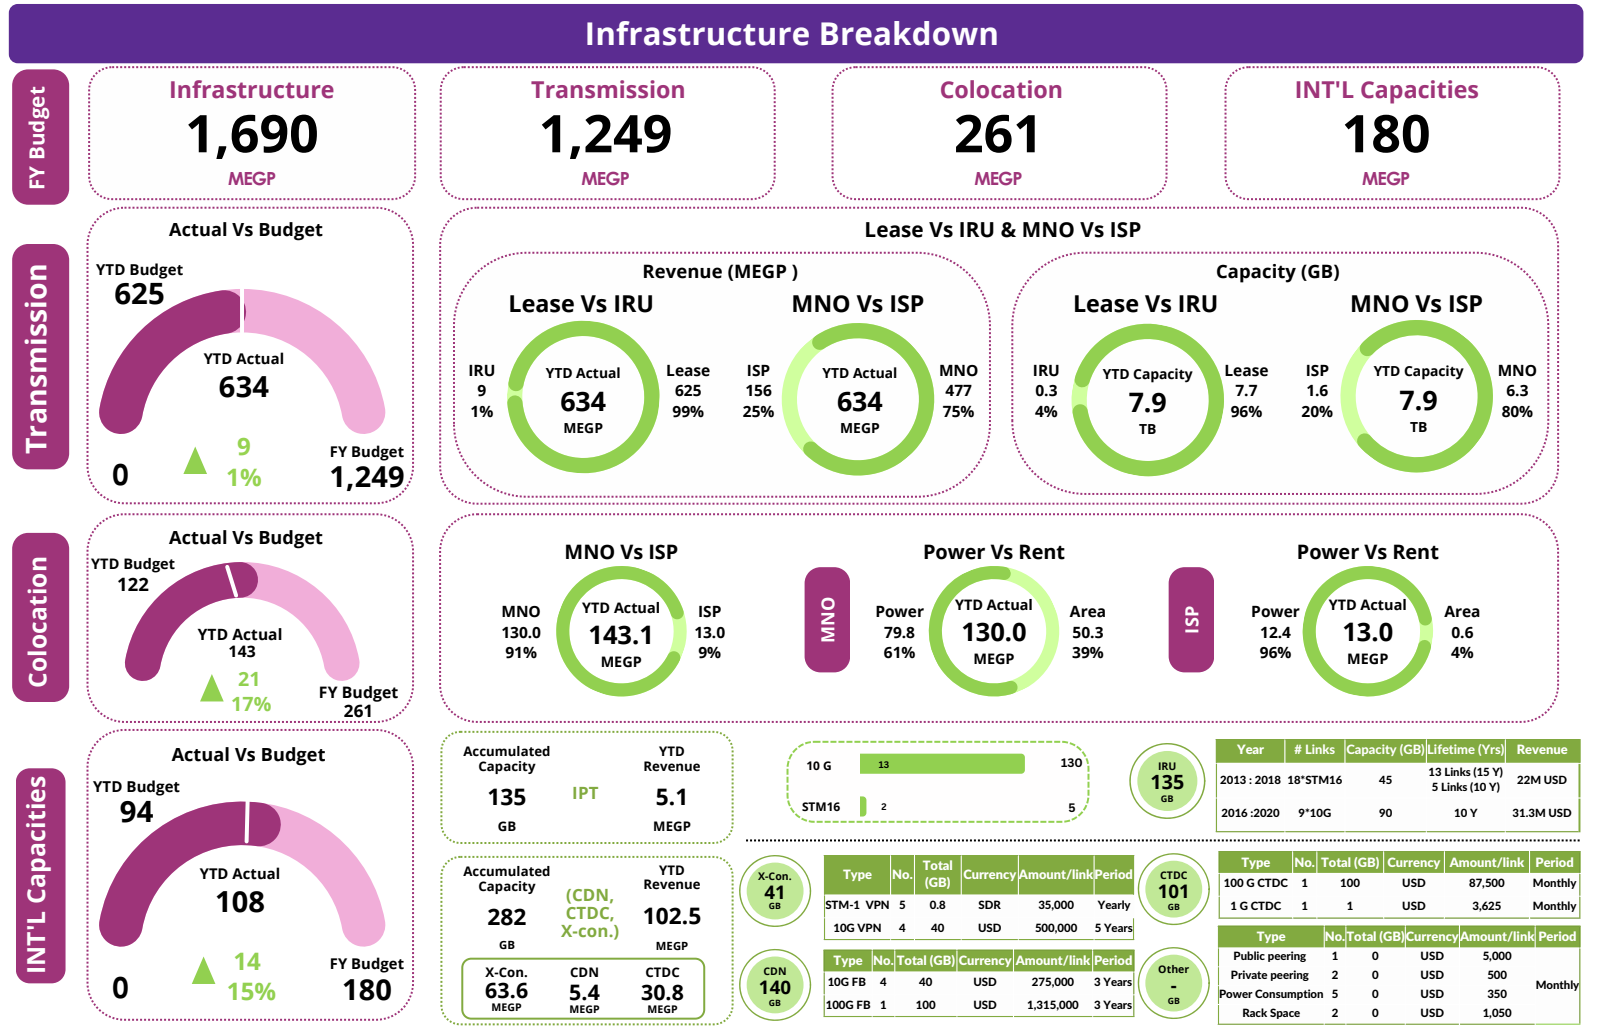 Infrastructure Breakdown
FY Budget
Infrastructure
1,690
MEGP
Transmission
1,249
MEGP
Colocation
261
MEGP
INT'L Capacities
180
MEGP
Transmission
Actual Vs Budget
YTD Budget
625
YTD Actual
634
9
1%
0
FY Budget
1,249
Lease Vs IRU & MNO Vs ISP
Revenue (MEGP )
Lease Vs IRU
IRU
9
1%
YTD Actual
634
MEGP
Lease
625
99%
MNO Vs ISP
ISP
156
25%
YTD Actual
634
MEGP
MNO
477
75%
Capacity (GB)
Lease Vs IRU
IRU
0.3
4%
YTD Capacity
7.9
TB
Lease
7.7
96%
MNO Vs ISP
ISP
1.6
20%
YTD Capacity
7.9
TB
MNO
6.3
80%
Colocation
Actual Vs Budget
YTD Budget
122
YTD Actual
143
21
17%
FY Budget
261
MNO Vs ISP
MNO
130.0
91%
YTD Actual
143.1
MEGP
ISP
13.0
9%
MNO
Power Vs Rent
Power
79.8
61%
YTD Actual
130.0
MEGP
Area
50.3
39%
ISP
Power Vs Rent
Power
12.4
96%
YTD Actual
13.0
MEGP
Area
0.6
4%
INT'L Capacities
Actual Vs Budget
YTD Budget
94
YTD Actual
108
14
15%
0
FY Budget
180
Accumulated
Capacity
135
GB
IPT
YTD
Revenue
5.1
MEGP
10 G 13 130
STM16 2 5
IRU
135
GB
Year # Links Capacity (GB) Lifetime (Yrs) Revenue
2013 : 2018 18*STM16 45 13 Links (15 Y) 22M USD
5 Links (10 Y)
2016 :2020 9*10G 90 10 Y 31.3M USD
Accumulated
Capacity
282
GB
(CDN,
CTDC,
X-con.)
YTD
Revenue
102.5
MEGP
X-Con.
63.6
MEGP
CDN
5.4
MEGP
CTDC
30.8
MEGP
X-Con.
41
GB
Type No. Total (GB) Currency Amount/link Period
STM-1 VPN 5 0.8 SDR 35,000 Yearly
10G VPN 4 40 USD 500,000 5 Years
CDN
140
GB
Type No. Total (GB) Currency Amount/link Period
10G FB 4 40 USD 275,000 3 Years
100G FB 1 100 USD 1,315,000 3 Years
CTDC
101
GB
Type No. Total (GB) Currency Amount/link Period
100 G CTDC 1 100 USD 87,500 Monthly
1 G CTDC 1 1 USD 3,625 Monthly
Other
-
GB
Type No. Total (GB) Currency Amount/link Period
Public peering 1 0 USD 5,000
Private peering 2 0 USD 500
Monthly
Power Consumption 5 0 USD 350
Rack Space 2 0 USD 1,050